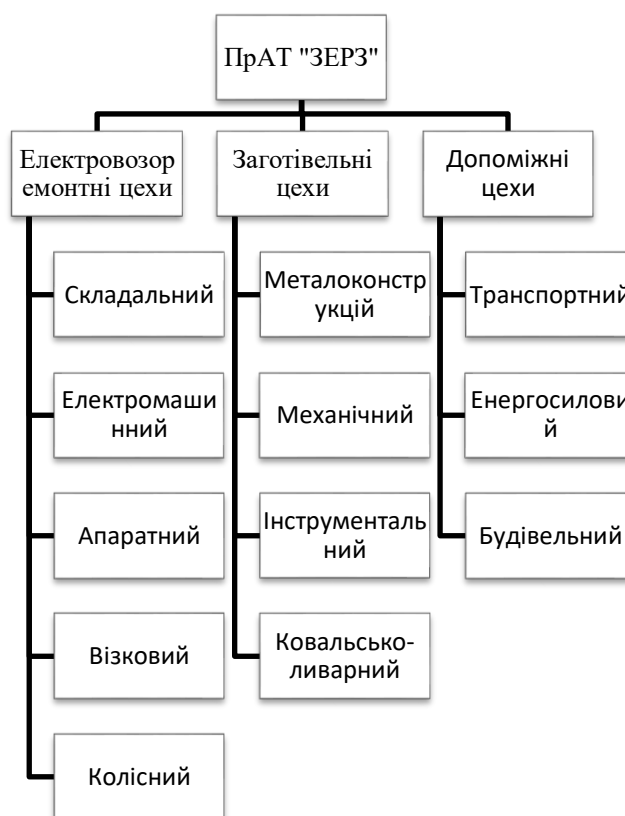 ПрАТ "ЗЕРЗ"
Електровозор
емонтні цехи
Складальний
Електромаши
нний
Апаратний
Візковий
Колісний
Заготівельні
цехи
Металоконстр
укцій
Механічний
Інструменталь
ний
Ковальсько-
ливарний
Допоміжні
цехи
Транспортний
Енергосилови
й
Будівельний